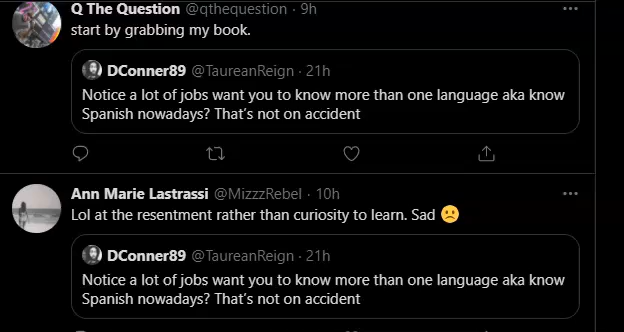 Q The Question @qthequestion · 9h
start by grabbing my book.
DConner89 @TaureanReign · 21h
Notice a lot of jobs want you to know more than one language aka know
Spanish nowadays? That's not on accident
Ann Marie Lastrassi @MizzzRebel · 10h
Lol at the resentment rather than curiosity to learn. Sad 🙁
DConner89 @TaureanReign · 21h
Notice a lot of jobs want you to know more than one language aka know
Spanish nowadays? That's not on accident